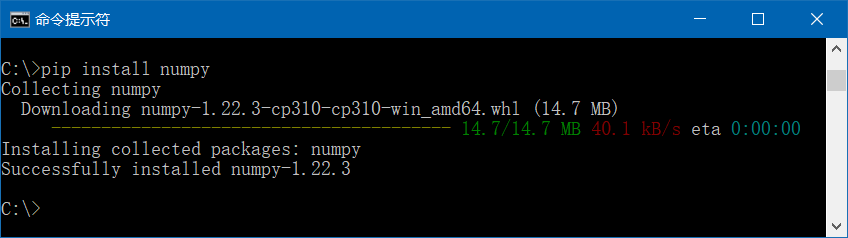 命令提示符
C:\>pip install numpy
Collecting numpy
Downloading numpy-1.22.3-cp310-cp310-win_amd64.whl (14.7 MB)
---------------------------------------- 14.7/14.7 MB 40.1 kB/s eta 0:00:00
Installing collected packages: numpy
Successfully installed numpy-1.22.3
C:\>